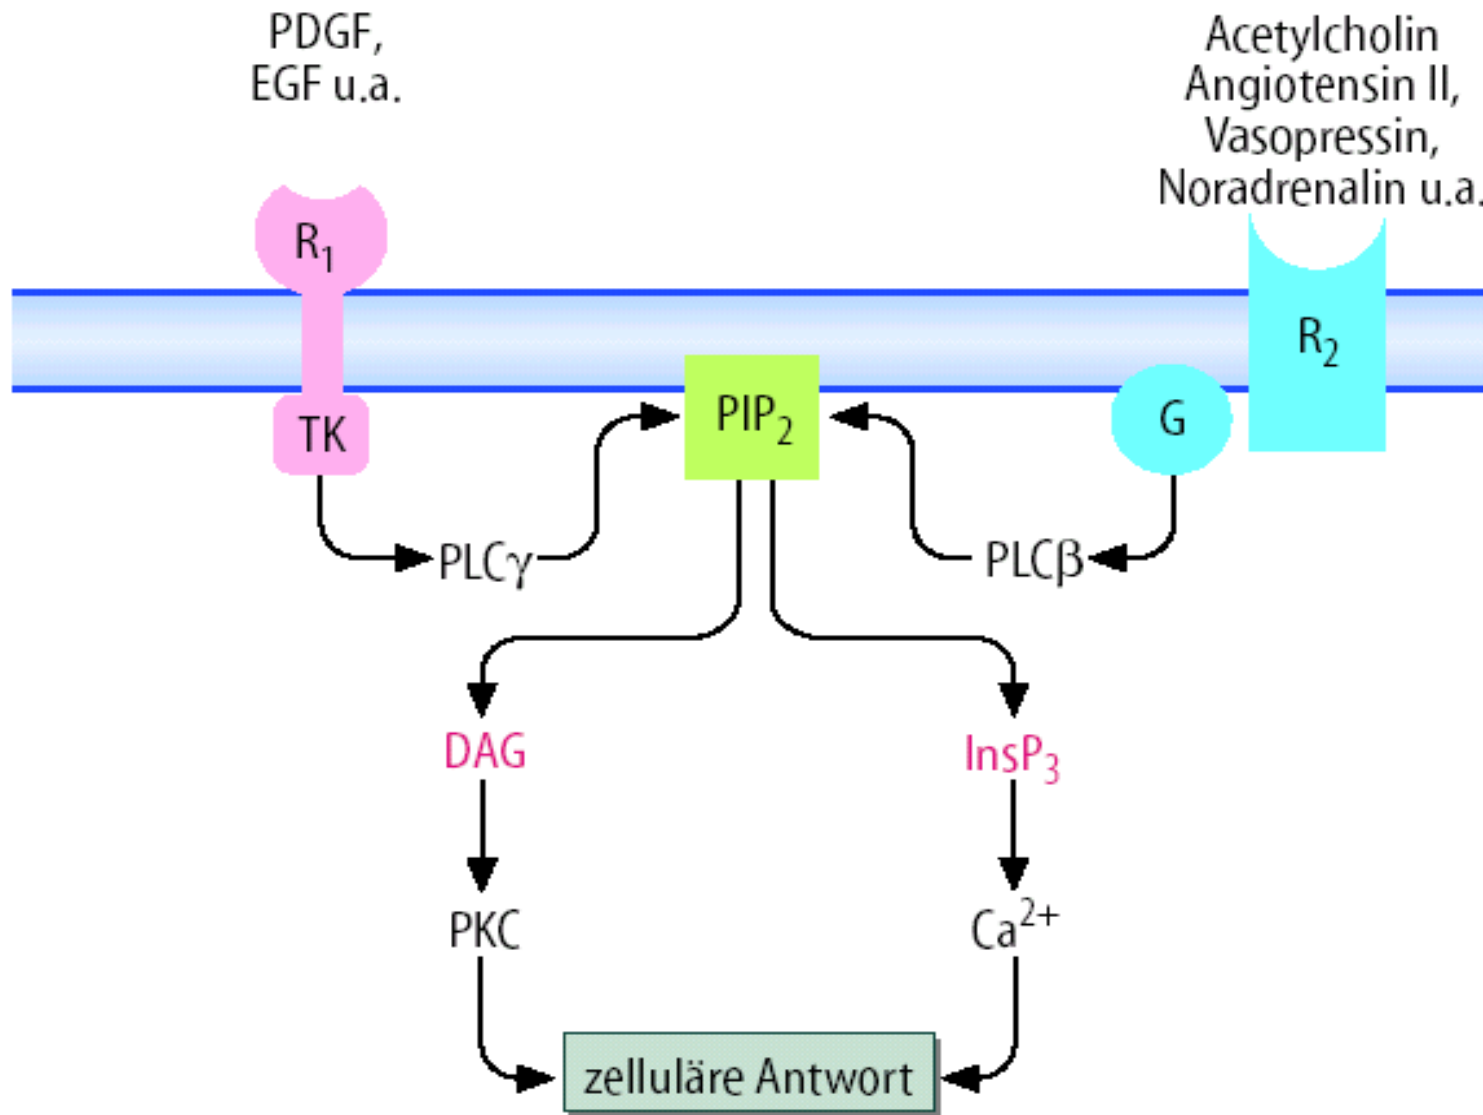 PDGF,
EGF u.a.
Acetylcholin
Angiotensin II,
Vasopressin,
Noradrenalin u.a.
R₁
R₂
TK
PIP₂
G
PLCγ
PLCβ
DAG
InsP₃
PKC
Ca²⁺
zelluläre Antwort